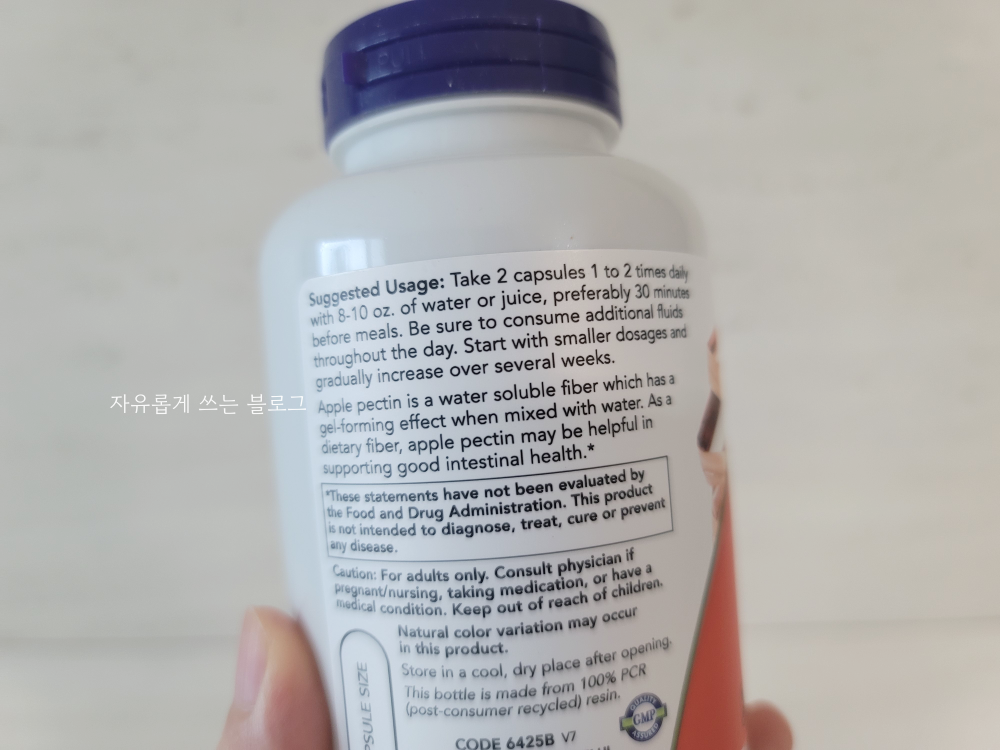 Suggested Usage: Take 2 capsules 1 to 2 times daily
with 8-10 oz. of water or juice, preferably 30 minutes
before meals. Be sure to consume additional fluids
throughout the day. Start with smaller dosages and
gradually increase over several weeks.
자유롭게 쓰는 블로그
Apple pectin is a water soluble fiber which has a
gel-forming effect when mixed with water. As a
dietary fiber, apple pectin may be helpful in
supporting good intestinal health.*
*These statements have not been evaluated by
the Food and Drug Administration. This product
is not intended to diagnose, treat, cure or prevent
any disease.
Caution: For adults only. Consult physician if
pregnant/nursing, taking medication, or have a
medical condition. Keep out of reach of children.
Natural color variation may occur
in this product.
Store in a cool, dry place after opening.
This bottle is made from 100% PCR
(post-consumer recycled) resin.
PSULE SIZE
QUALITY
GMP
ASSURED
CODE 6425B V7